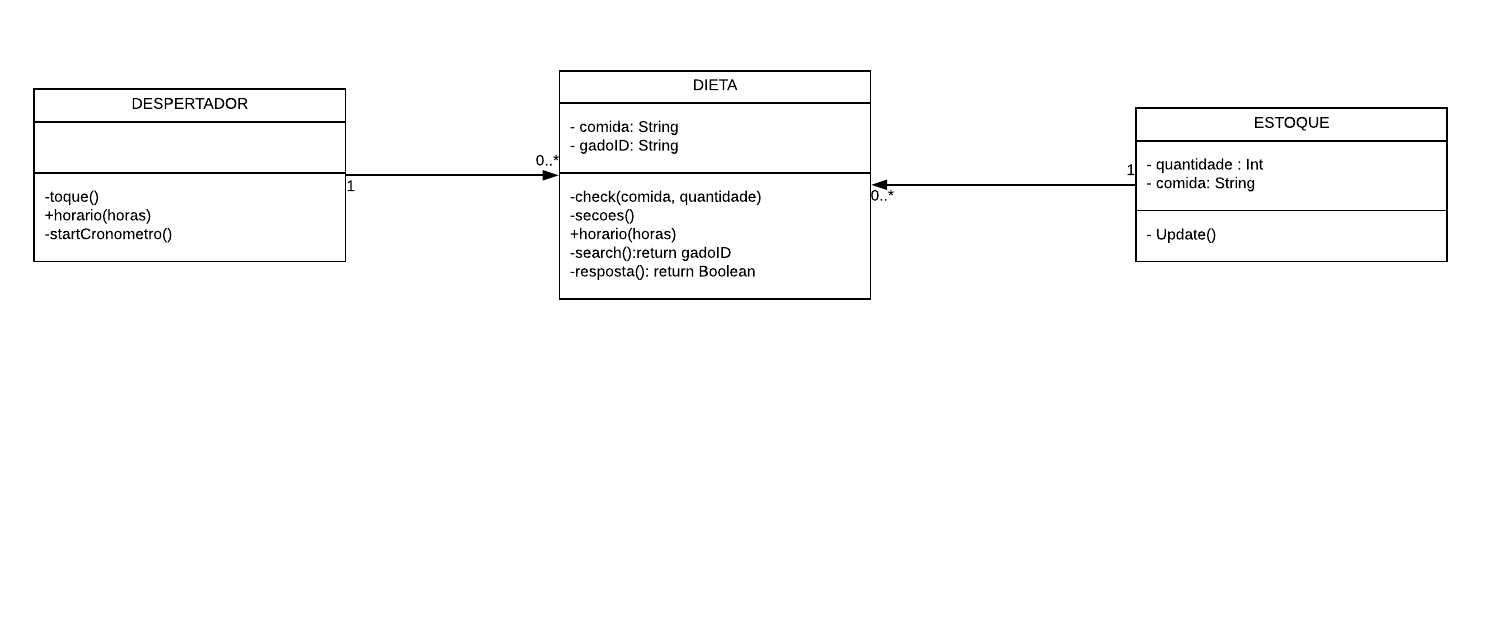 DESPERTADOR
-toque()
+horario(horas)
-startCronometro()
1
0..*
DIETA
- comida: String
- gadoID: String
-check(comida, quantidade)
-secoes()
+horario(horas)
-search():return gadoID
-resposta(): return Boolean
0..*
1
ESTOQUE
- quantidade : Int
- comida: String
- Update()